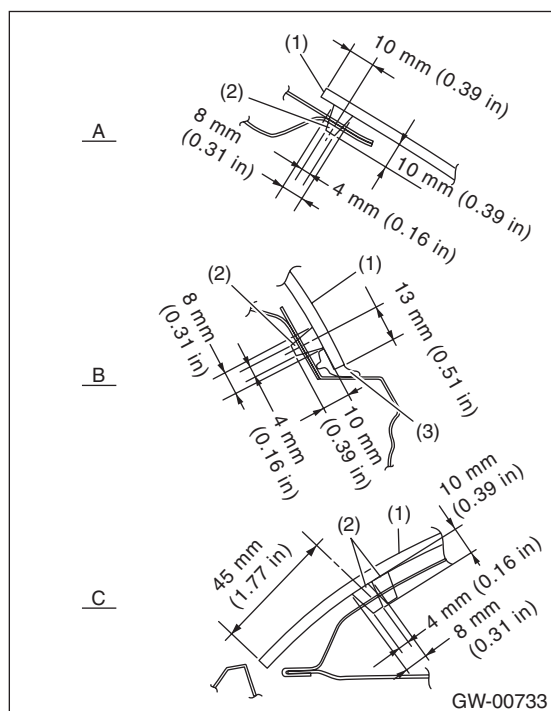 A
(1)
10 mm (0.39 in)
(2)
8 mm
(0.31 in)
10 mm (0.39 in)
4 mm (0.16 in)
B
(2)
(1)
8 mm
(0.31 in)
13 mm
(0.51 in)
4 mm
(0.16 in)
10 mm
(0.39 in)
(3)
C
45 mm
(1.77 in)
(2)
(1)
10 mm
(0.39 in)
4 mm (0.16 in)
8 mm
(0.31 in)
GW-00733